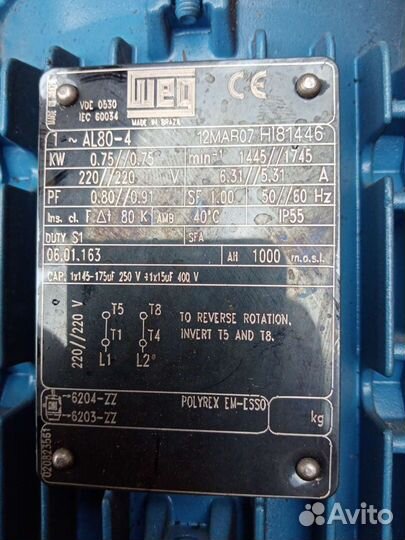 VDE 0530
IEC 60034
WEG
CE
MADE IN BRAZIL
1 ~ AL80-4 12MAR07 HI81446
KW 0.75//0.75 min⁻¹ 1445//1745
220//220 V 6.31//5.31 A
PF 0.80//0.91 SF 1.00 50//60 Hz
Ins. cl. F Δt 80 K AMB 40°C IP55
DUTY S1 SFA
06.01.163 Alt 1000 m.a.s.l.
CAP. 1x145-175uF 250 V +1x15uF 400 V
220//220 V
T5 T8
T1 T4
L1 L2
TO REVERSE ROTATION,
INVERT T5 AND T8.
6204-ZZ
6203-ZZ
POLYREX EM-ESSO
kg
020823561
Avito